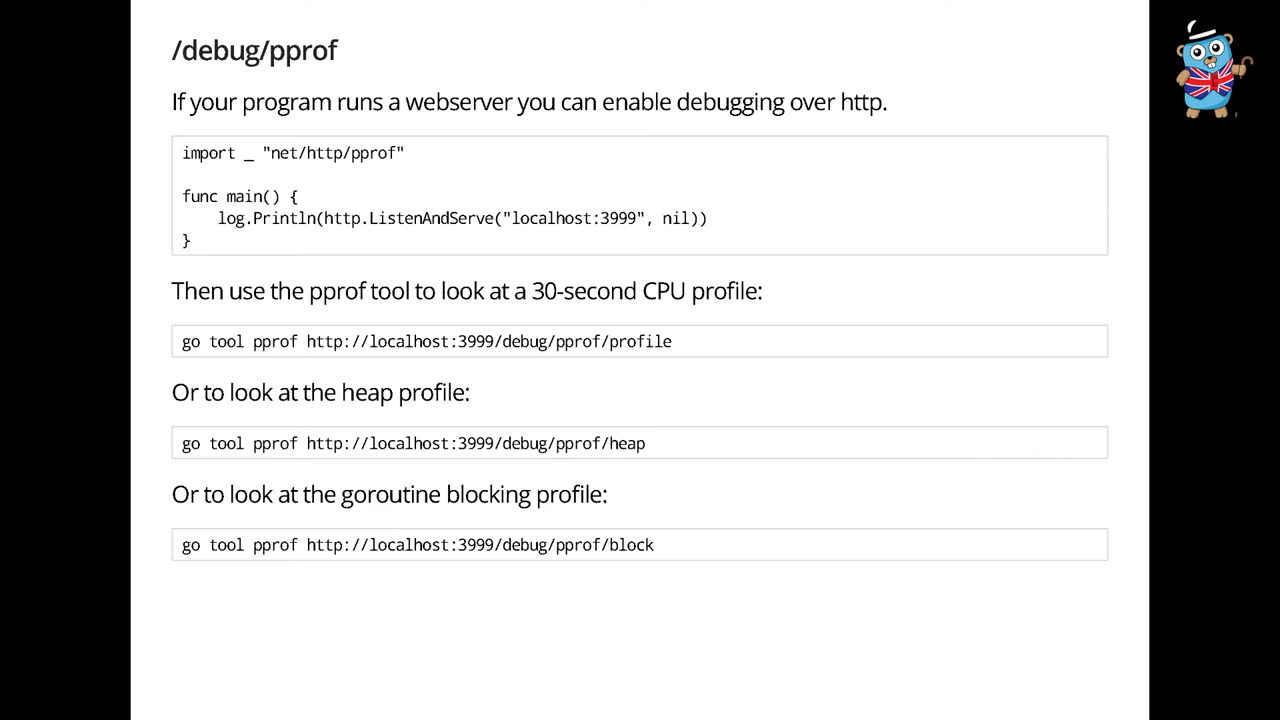 /debug/pprof
If your program runs a webserver you can enable debugging over http.
import _ "net/http/pprof"
func main() {
    log.Println(http.ListenAndServe("localhost:3999", nil))
}
Then use the pprof tool to look at a 30-second CPU profile:
go tool pprof http://localhost:3999/debug/pprof/profile
Or to look at the heap profile:
go tool pprof http://localhost:3999/debug/pprof/heap
Or to look at the goroutine blocking profile:
go tool pprof http://localhost:3999/debug/pprof/block